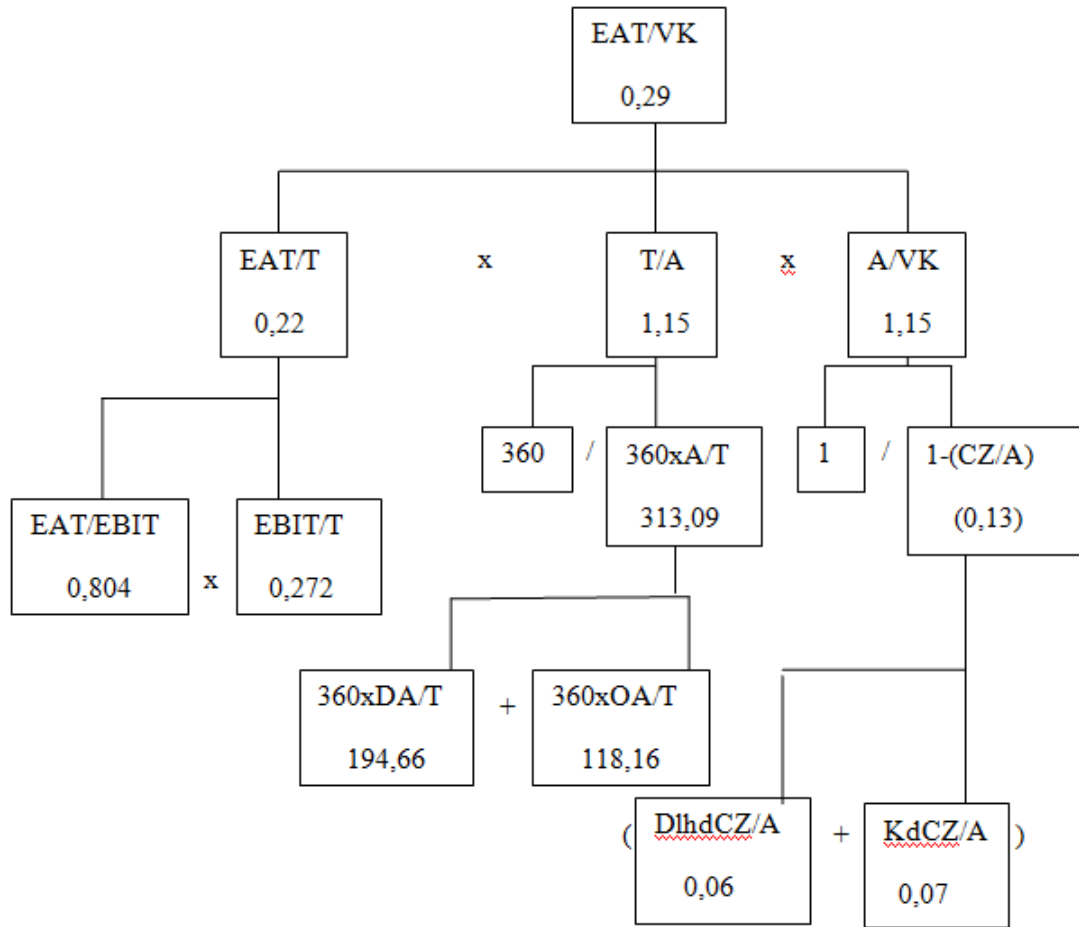 EAT/VK
0,29
EAT/T
0,22
x
T/A
1,15
x
A/VK
1,15
EAT/EBIT
0,804
x
EBIT/T
0,272
360
/
360xA/T
313,09
1
/
1-(CZ/A)
(0,13)
360xDA/T
194,66
+
360xOA/T
118,16
(
DlhdCZ/A
0,06
+
KdCZ/A
0,07
)